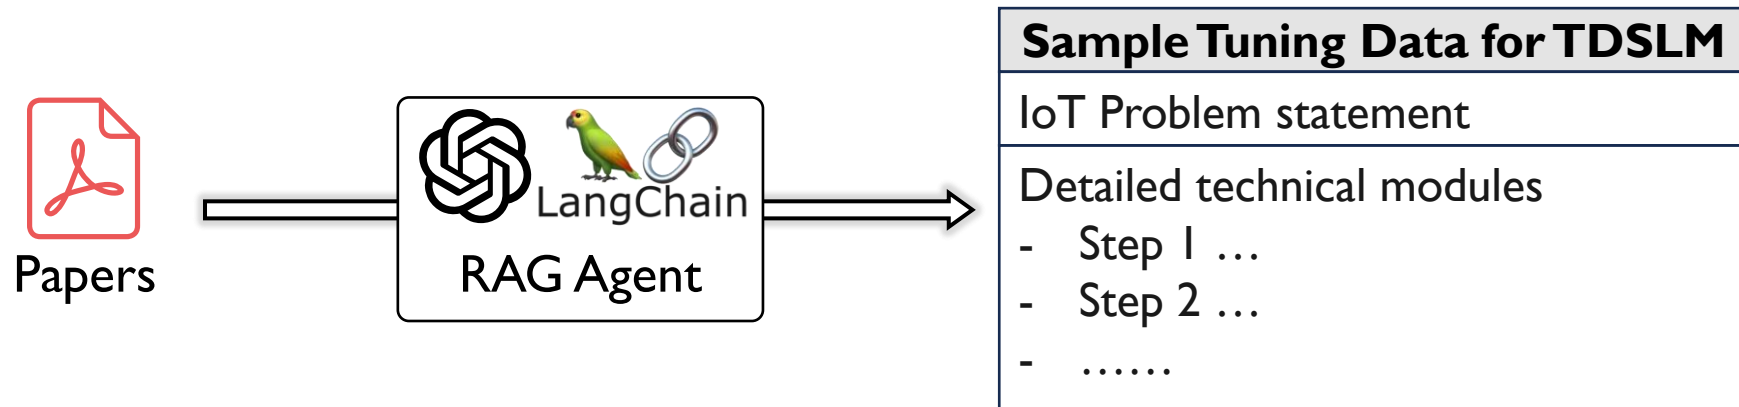 Papers
LangChain
RAG Agent
Sample Tuning Data for TDSLM
IoT Problem statement
Detailed technical modules
- Step 1 ...
- Step 2 ...
- ......